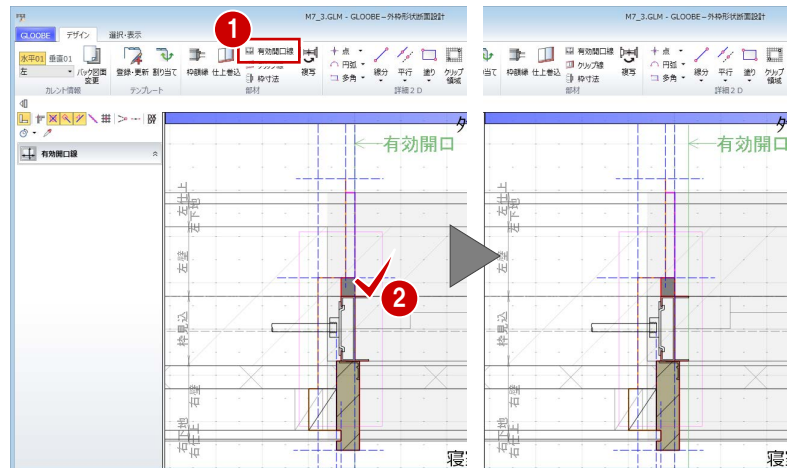 M7_3.GLM - GLOOBE－外枠形状断面設計
GLOOBE デザイン 選択・表示
1
水平01 垂直01
左
バック図面変更
カレント情報
登録・更新 割り当て
テンプレート
枠額縁 仕上巻込
有効開口線
クリップ線
枠寸法
複写
部材
点
円弧
多角
線分 平行 塗り クリップ領域
詳細２Ｄ
有効開口線
有効開口
左仕上
左下地
左壁
枠見込
右壁
右下地
右仕上
2
M7_3.GLM - GLOOBE－外枠形状断面設計
当て
枠額縁 仕上巻込
有効開口線
クリップ線
枠寸法
複写
部材
点
円弧
多角
線分 平行 塗り クリップ領域
詳細２Ｄ
有効開口
左仕上
左下地
左壁
枠見込
右壁
右下地
右仕上